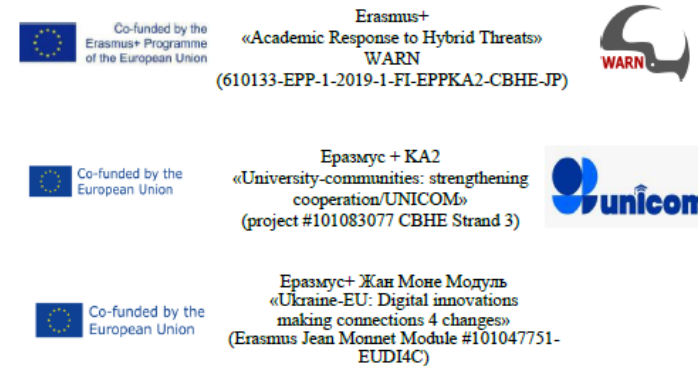 Co-funded by the
Erasmus+ Programme
of the European Union
Erasmus+
«Academic Response to Hybrid Threats»
WARN
(610133-EPP-1-2019-1-FI-EPPKA2-CBHE-JP)
WARN
Co-funded by the
European Union
Еразмус + КА2
«University-communities: strengthening
cooperation/UNICOM»
(project #101083077 CBHE Strand 3)
unicom
Co-funded by the
European Union
Еразмус+ Жан Моне Модуль
«Ukraine-EU: Digital innovations
making connections 4 changes»
(Erasmus Jean Monnet Module #101047751-
EUDI4C)